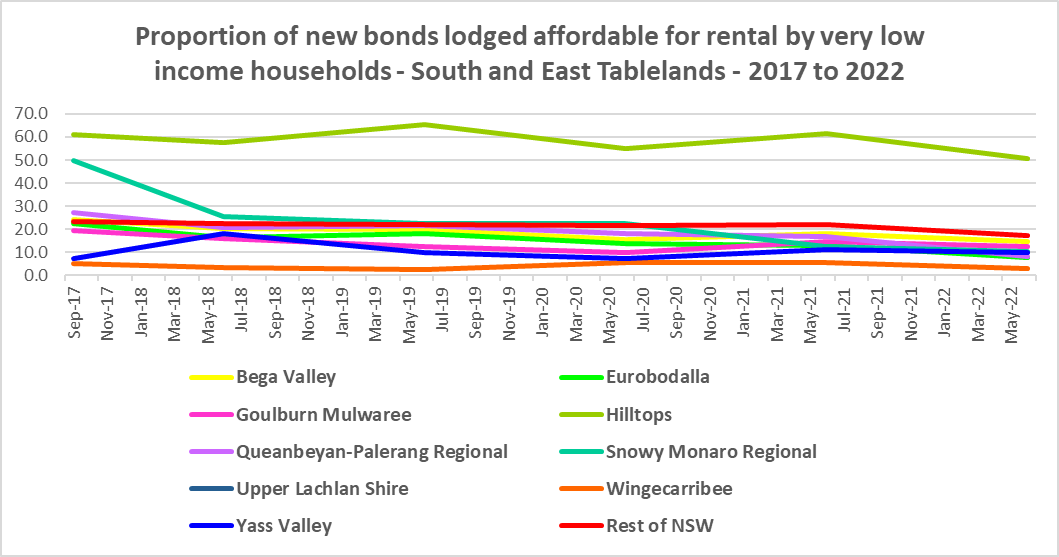 Proportion of new bonds lodged affordable for rental by very low
income households - South and East Tablelands - 2017 to 2022
70.0
60.0
50.0
40.0
30.0
20.0
10.0
0.0
Sep-17
Nov-17
Jan-18
Mar-18
May-18
Jul-18
Sep-18
Nov-18
Jan-19
Mar-19
May-19
Jul-19
Sep-19
Nov-19
Jan-20
Mar-20
May-20
Jul-20
Sep-20
Nov-20
Jan-21
Mar-21
May-21
Jul-21
Sep-21
Nov-21
Jan-22
Mar-22
May-22
Bega Valley
Eurobodalla
Goulburn Mulwaree
Hilltops
Queanbeyan-Palerang Regional
Snowy Monaro Regional
Upper Lachlan Shire
Wingecarribee
Yass Valley
Rest of NSW